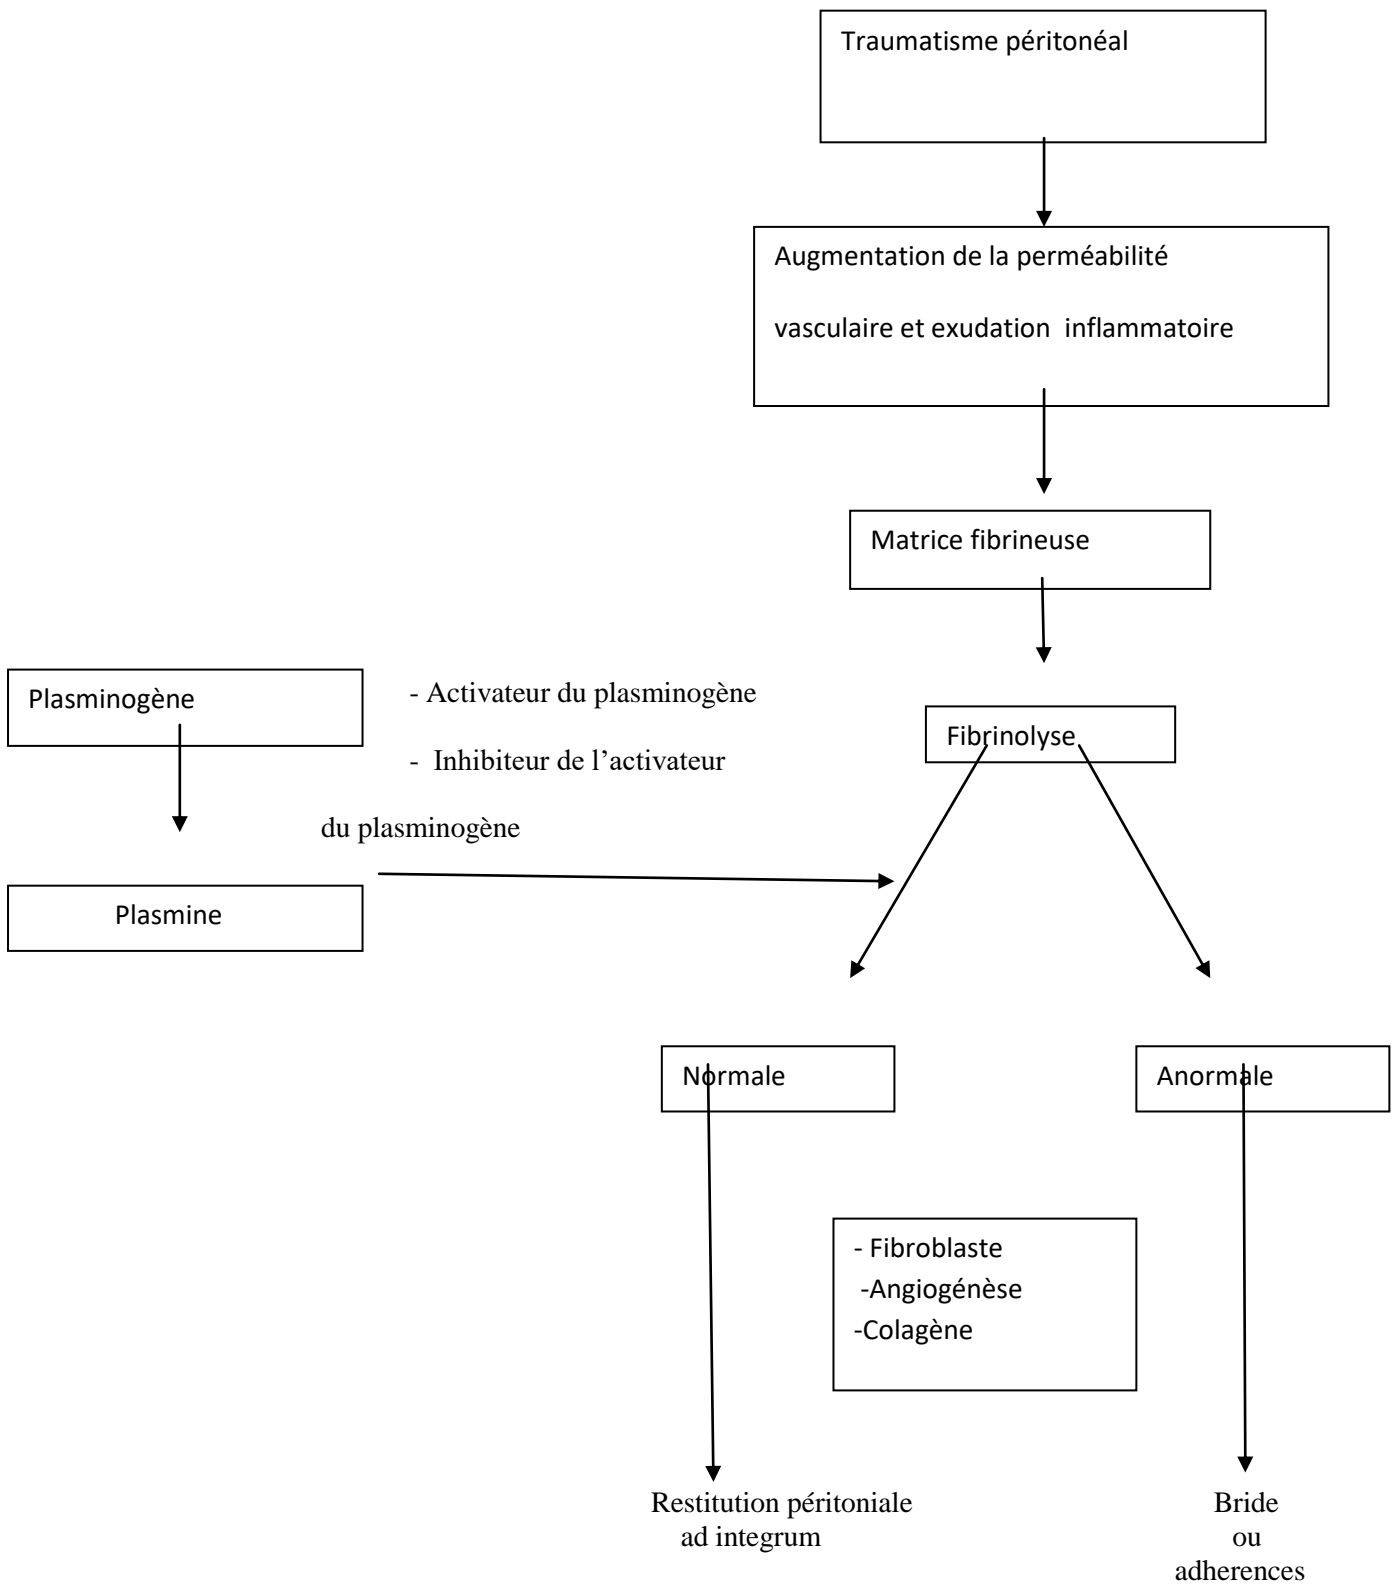 Traumatisme péritonéal
Augmentation de la perméabilité
vasculaire et exudation  inflammatoire
Matrice fibrineuse
Plasminogène
- Activateur du plasminogène
Fibrinolyse
-  Inhibiteur de l’activateur
du plasminogène
Plasmine
Normale
Anormale
- Fibroblaste
-Angiogénèse
-Colagène
Restitution péritoniale
ad integrum
Bride
ou
adherences